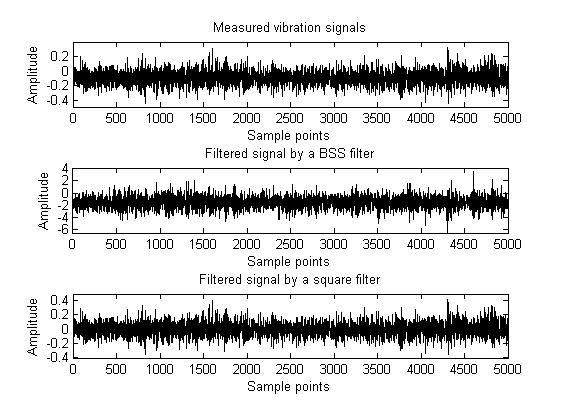 Measured vibration signals
0.2
0
-0.2
-0.4
Amplitude
0 500 1000 1500 2000 2500 3000 3500 4000 4500 5000
Sample points
Filtered signal by a BSS filter
4
2
0
-2
-4
-6
Amplitude
0 500 1000 1500 2000 2500 3000 3500 4000 4500 5000
Sample points
Filtered signal by a square filter
0.4
0.2
0
-0.2
-0.4
Amplitude
0 500 1000 1500 2000 2500 3000 3500 4000 4500 5000
Sample points